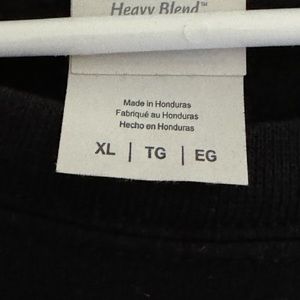 Heavy Blend™
Made in Honduras
Fabriqué au Honduras
Hecho en Honduras
XL | TG | EG